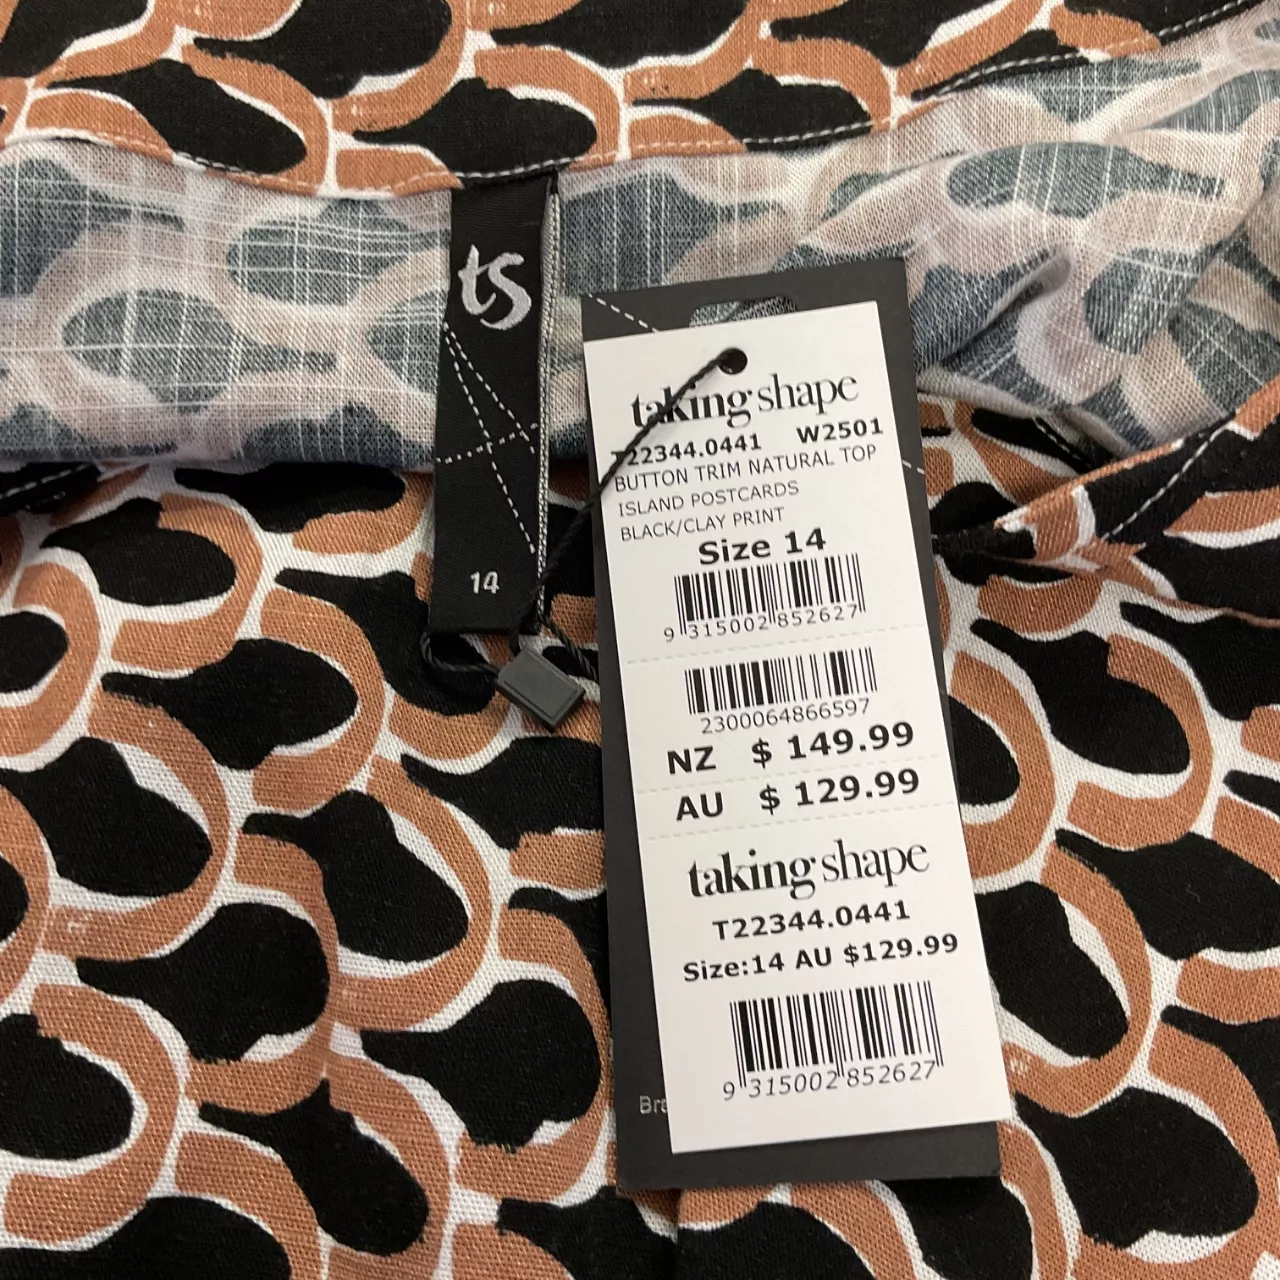 ts
14
taking shape
T22344.0441 W2501
BUTTON TRIM NATURAL TOP
ISLAND POSTCARDS
BLACK/CLAY PRINT
Size 14
9 315002 852627
2300064866597
NZ $ 149.99
AU $ 129.99
taking shape
T22344.0441
Size:14 AU $129.99
9 315002 852627